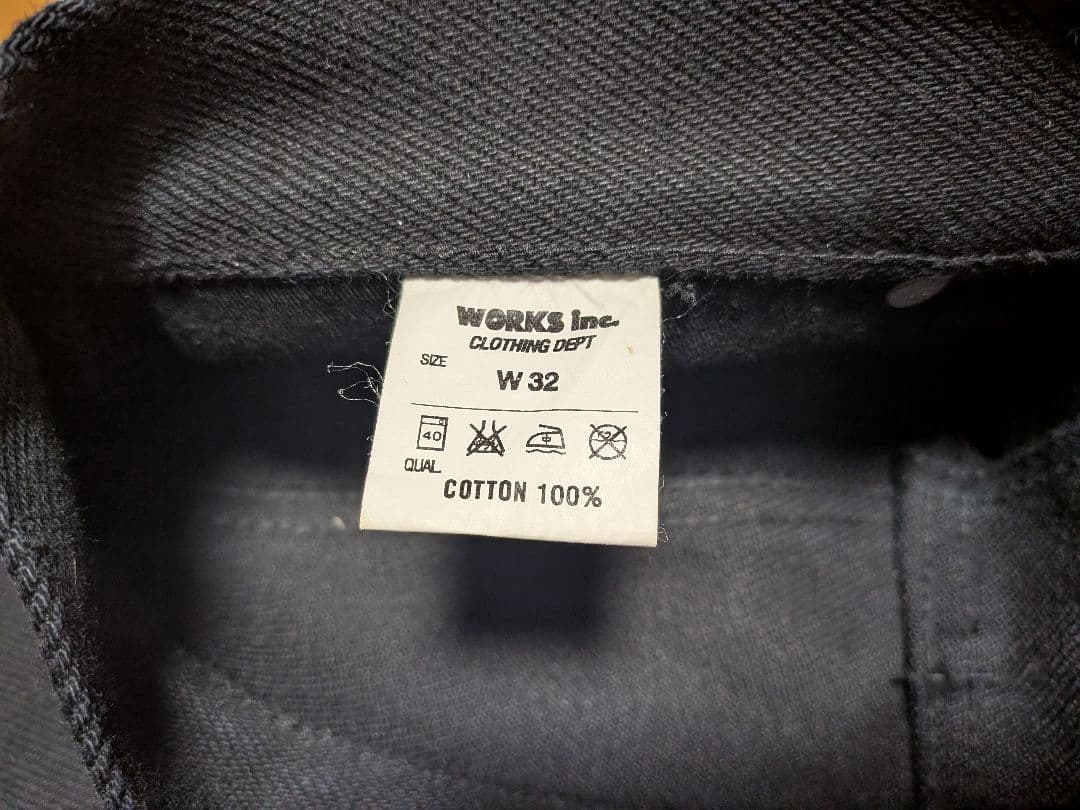 WORKS inc.
CLOTHING DEPT
SIZE
W 32
40
QUAL
COTTON 100%